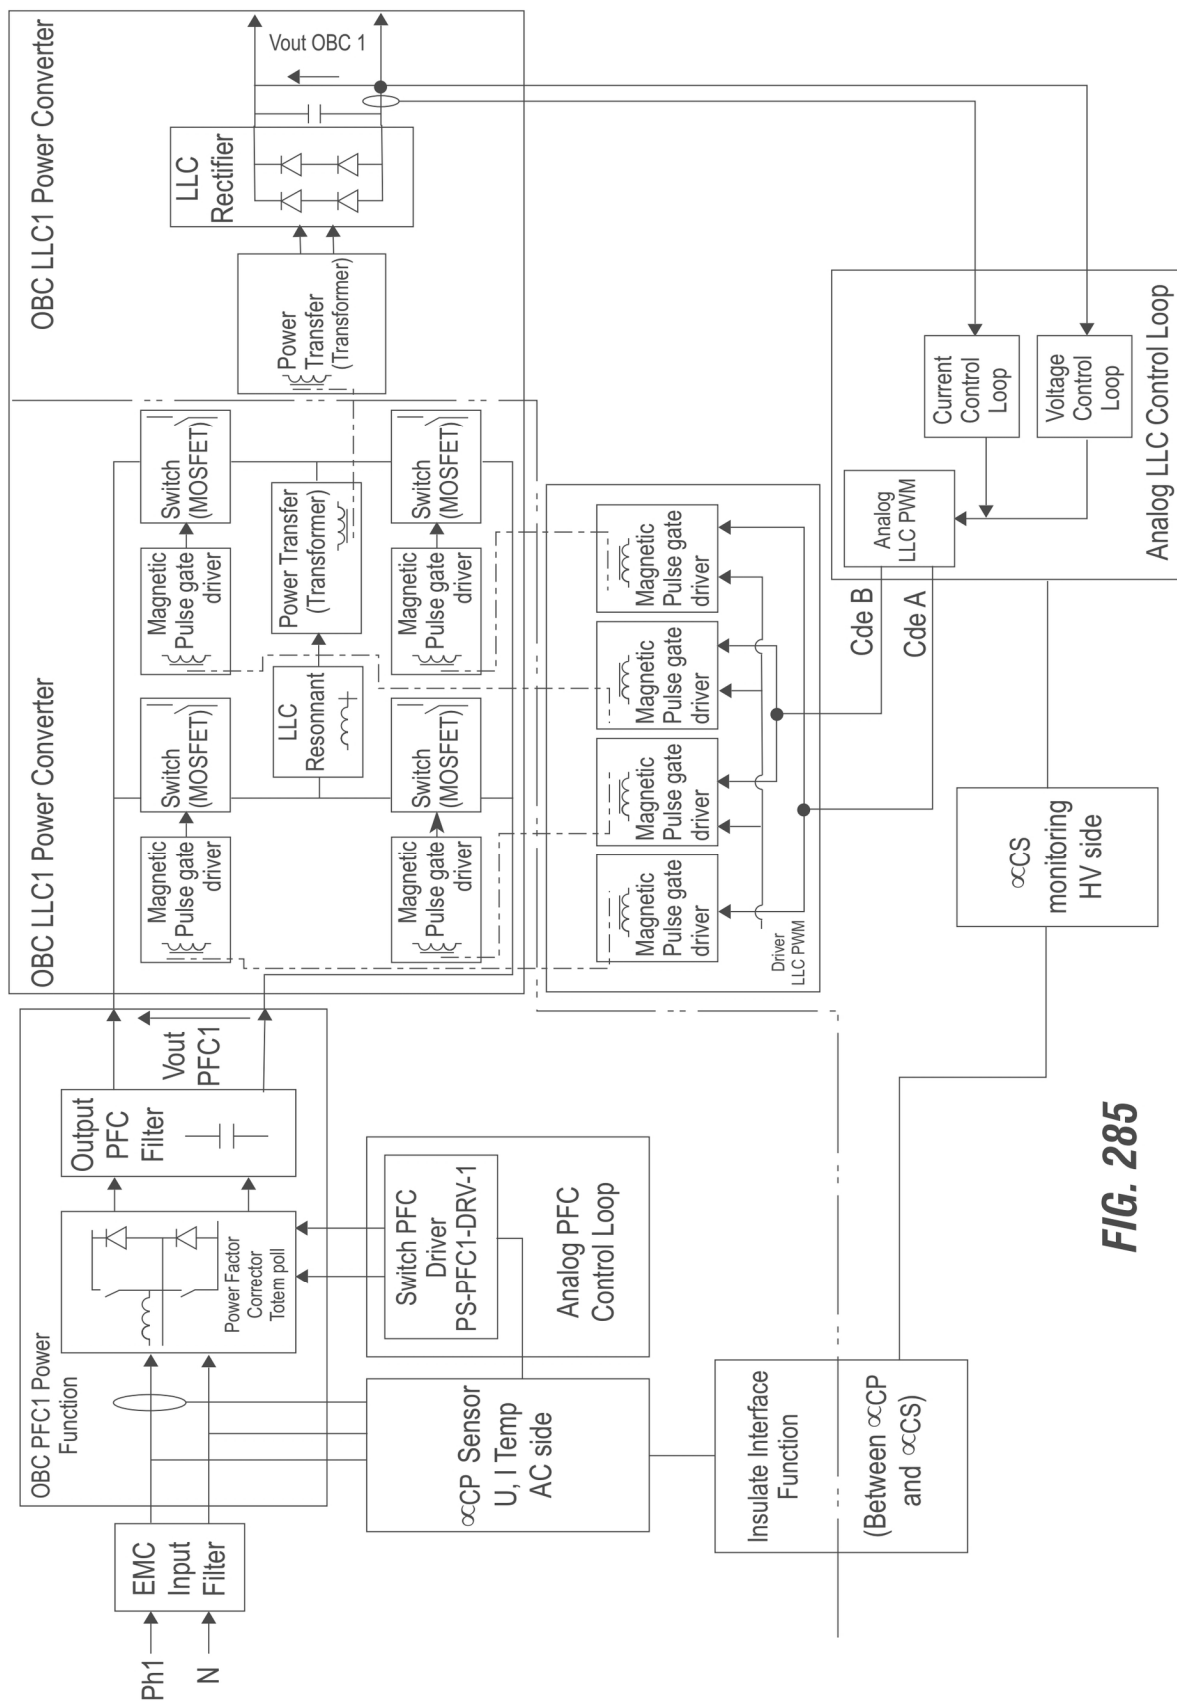 Ph1
N
EMC
Input
Filter
OBC PFC1 Power
Function
Power Factor
Corrector
Totem poll
Output
PFC
Filter
Vout
PFC1
∝CP Sensor
U, I Temp
AC side
Switch PFC
Driver
PS-PFC1-DRV-1
Analog PFC
Control Loop
Insulate Interface
Function
(Between ∝CP
and ∝CS)
OBC LLC1 Power Converter
Magnetic
Pulse gate
driver
Switch
(MOSFET)
Magnetic
Pulse gate
driver
Switch
(MOSFET)
LLC
Resonnant
Power Transfer
(Transformer)
Magnetic
Pulse gate
driver
Switch
(MOSFET)
Magnetic
Pulse gate
driver
Switch
(MOSFET)
OBC LLC1 Power Converter
Power
Transfer
(Transformer)
LLC
Rectifier
Vout OBC 1
Magnetic
Pulse gate
driver
Magnetic
Pulse gate
driver
Magnetic
Pulse gate
driver
Magnetic
Pulse gate
driver
Driver
LLC PWM
Cde B
Cde A
Analog
LLC PWM
Current
Control
Loop
Voltage
Control
Loop
Analog LLC Control Loop
∝CS
monitoring
HV side
FIG. 285